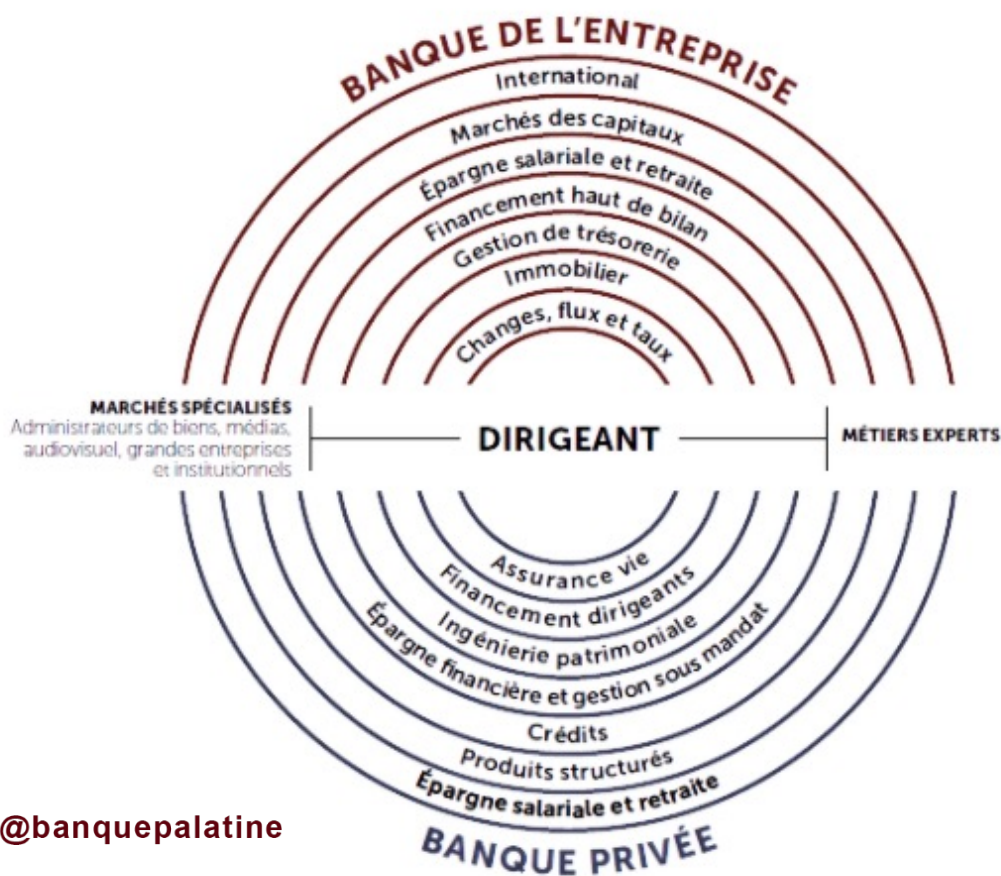 BANQUE DE L'ENTREPRISE
International
Marchés des capitaux
Épargne salariale et retraite
Financement haut de bilan
Gestion de trésorerie
Immobilier
Changes, flux et taux
MARCHÉS SPÉCIALISÉS
Administrateurs de biens, médias,
audiovisuel, grandes entreprises
et institutionnels
DIRIGEANT
MÉTIERS EXPERTS
Assurance vie
Financement dirigeants
Ingénierie patrimoniale
Épargne financière et gestion sous mandat
Crédits
Produits structurés
Épargne salariale et retraite
BANQUE PRIVÉE
@banquepalatine